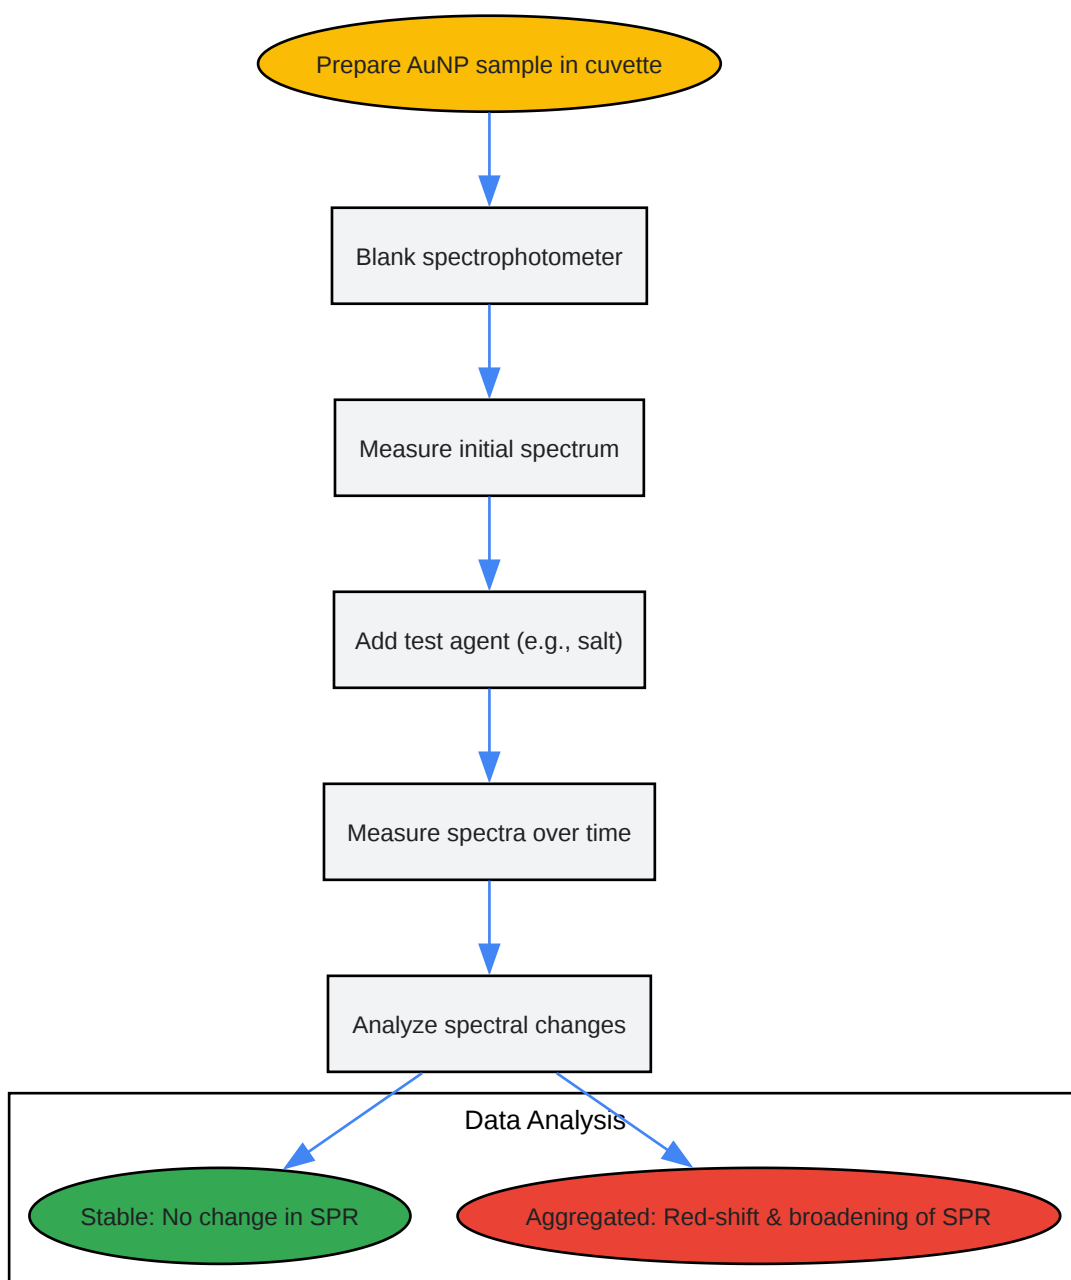 Prepare AuNP sample in cuvette
Blank spectrophotometer
Measure initial spectrum
Add test agent (e.g., salt)
Measure spectra over time
Analyze spectral changes
Data Analysis
Stable: No change in SPR
Aggregated: Red-shift & broadening of SPR